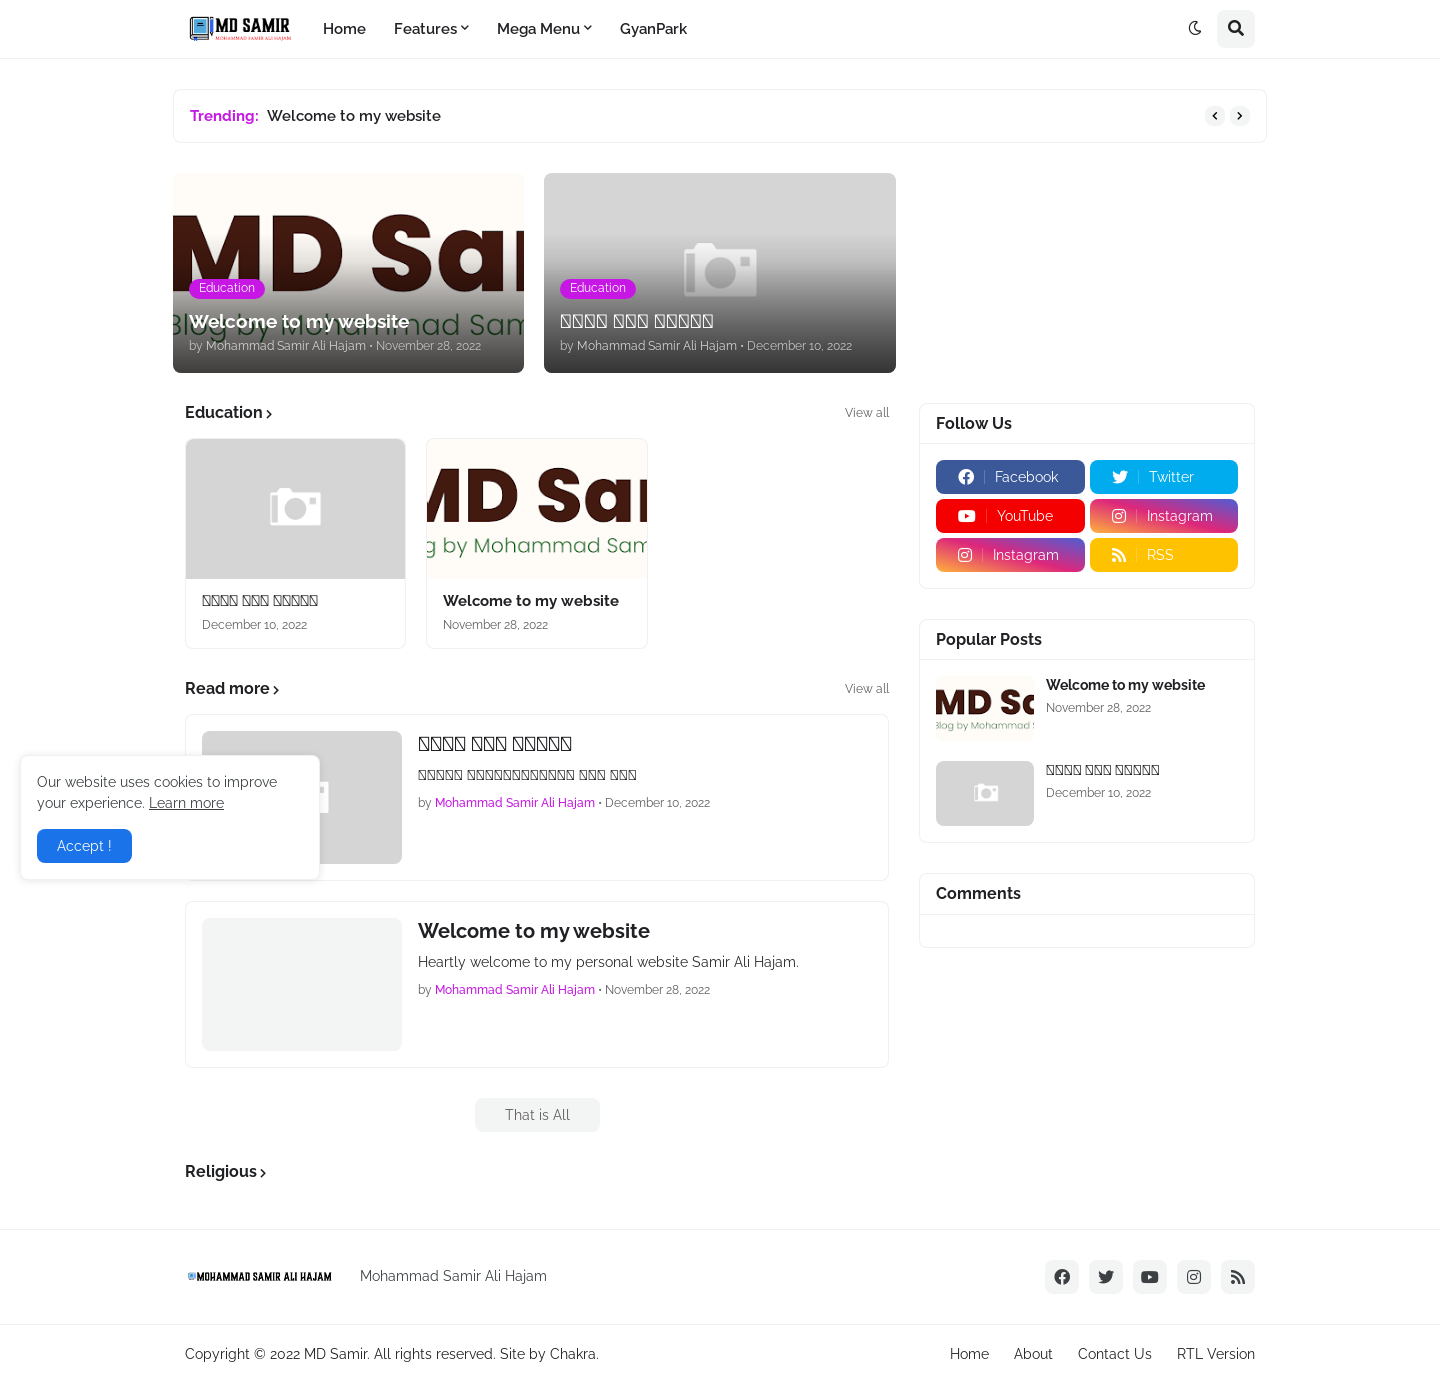 MD SAMIR
MOHAMMAD SAMIR ALI HAJAM
Home
Features
Mega Menu
GyanPark
Trending: Welcome to my website
MD Sa
Blog by Mohammad Sam
Education
Welcome to my website
by Mohammad Samir Ali Hajam • November 28, 2022
Education
by Mohammad Samir Ali Hajam • December 10, 2022
Education
View all
December 10, 2022
MD Sa
g by Mohammad Sam
Welcome to my website
November 28, 2022
Read more
View all
by Mohammad Samir Ali Hajam • December 10, 2022
Welcome to my website
Heartly welcome to my personal website Samir Ali Hajam.
by Mohammad Samir Ali Hajam • November 28, 2022
That is All
Religious
Follow Us
Facebook
Twitter
YouTube
Instagram
Instagram
RSS
Popular Posts
MD Sa
Blog by Mohammad S
Welcome to my website
November 28, 2022
December 10, 2022
Comments
Our website uses cookies to improve
your experience. Learn more
Accept !
MOHAMMAD SAMIR ALI HAJAM
Mohammad Samir Ali Hajam
Copyright © 2022 MD Samir. All rights reserved. Site by Chakra.
Home
About
Contact Us
RTL Version